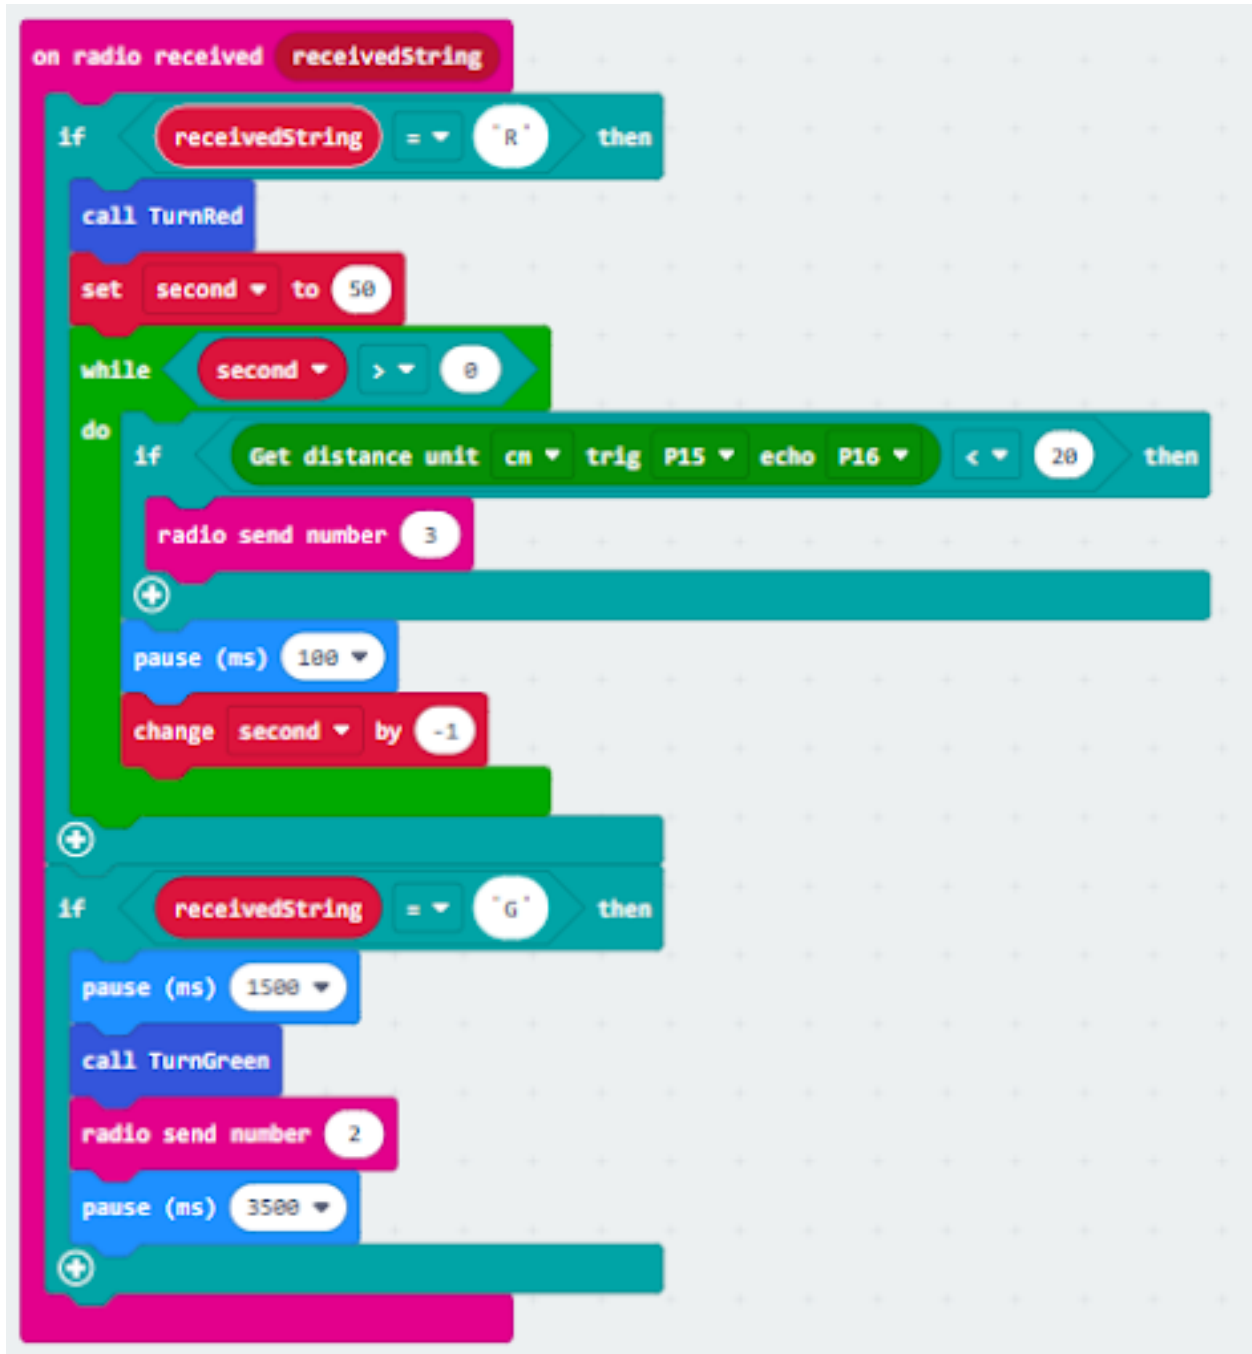 on radio received receivedString
if receivedString = "R" then
call TurnRed
set second to 50
while second > 0
do
if Get distance unit cm trig P15 echo P16 < 20 then
radio send number 3
pause (ms) 100
change second by -1
if receivedString = "G" then
pause (ms) 1500
call TurnGreen
radio send number 2
pause (ms) 3500